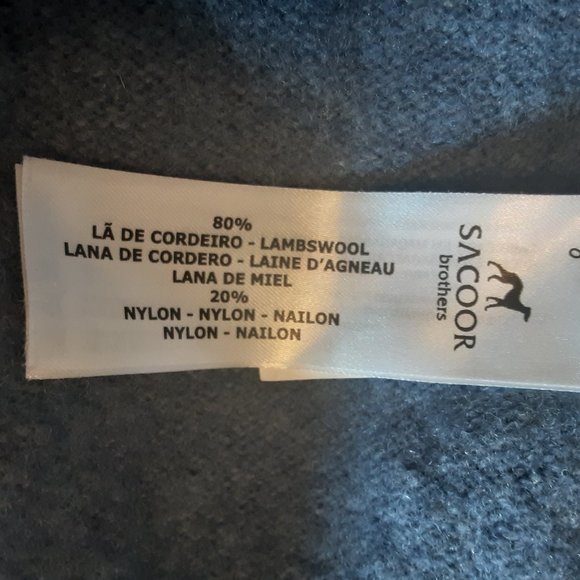 80%
LÃ DE CORDEIRO - LAMBSWOOL
LANA DE CORDERO - LAINE D'AGNEAU
LANA DE MIEL
20%
NYLON - NYLON - NAILON
NYLON - NAILON
SACOOR
brothers